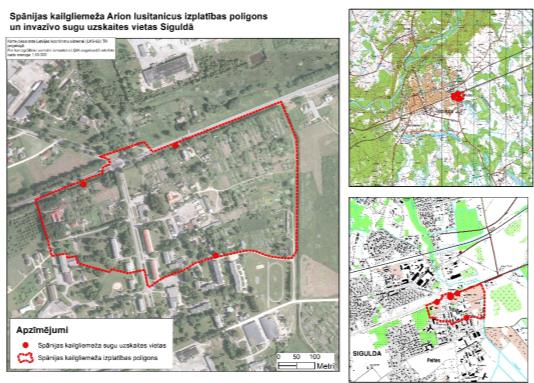 Spānijas kailgliemeža Arion lusitanicus izplatības poligons
un invazīvo sugu uzskaites vietas Siguldā
Apzīmējumi
Spānijas kailgliemeža sugu uzskaites vietas
Spānijas kailgliemeža izplatības poligons
0 50 100
Metri
SIGULDA
Peltes